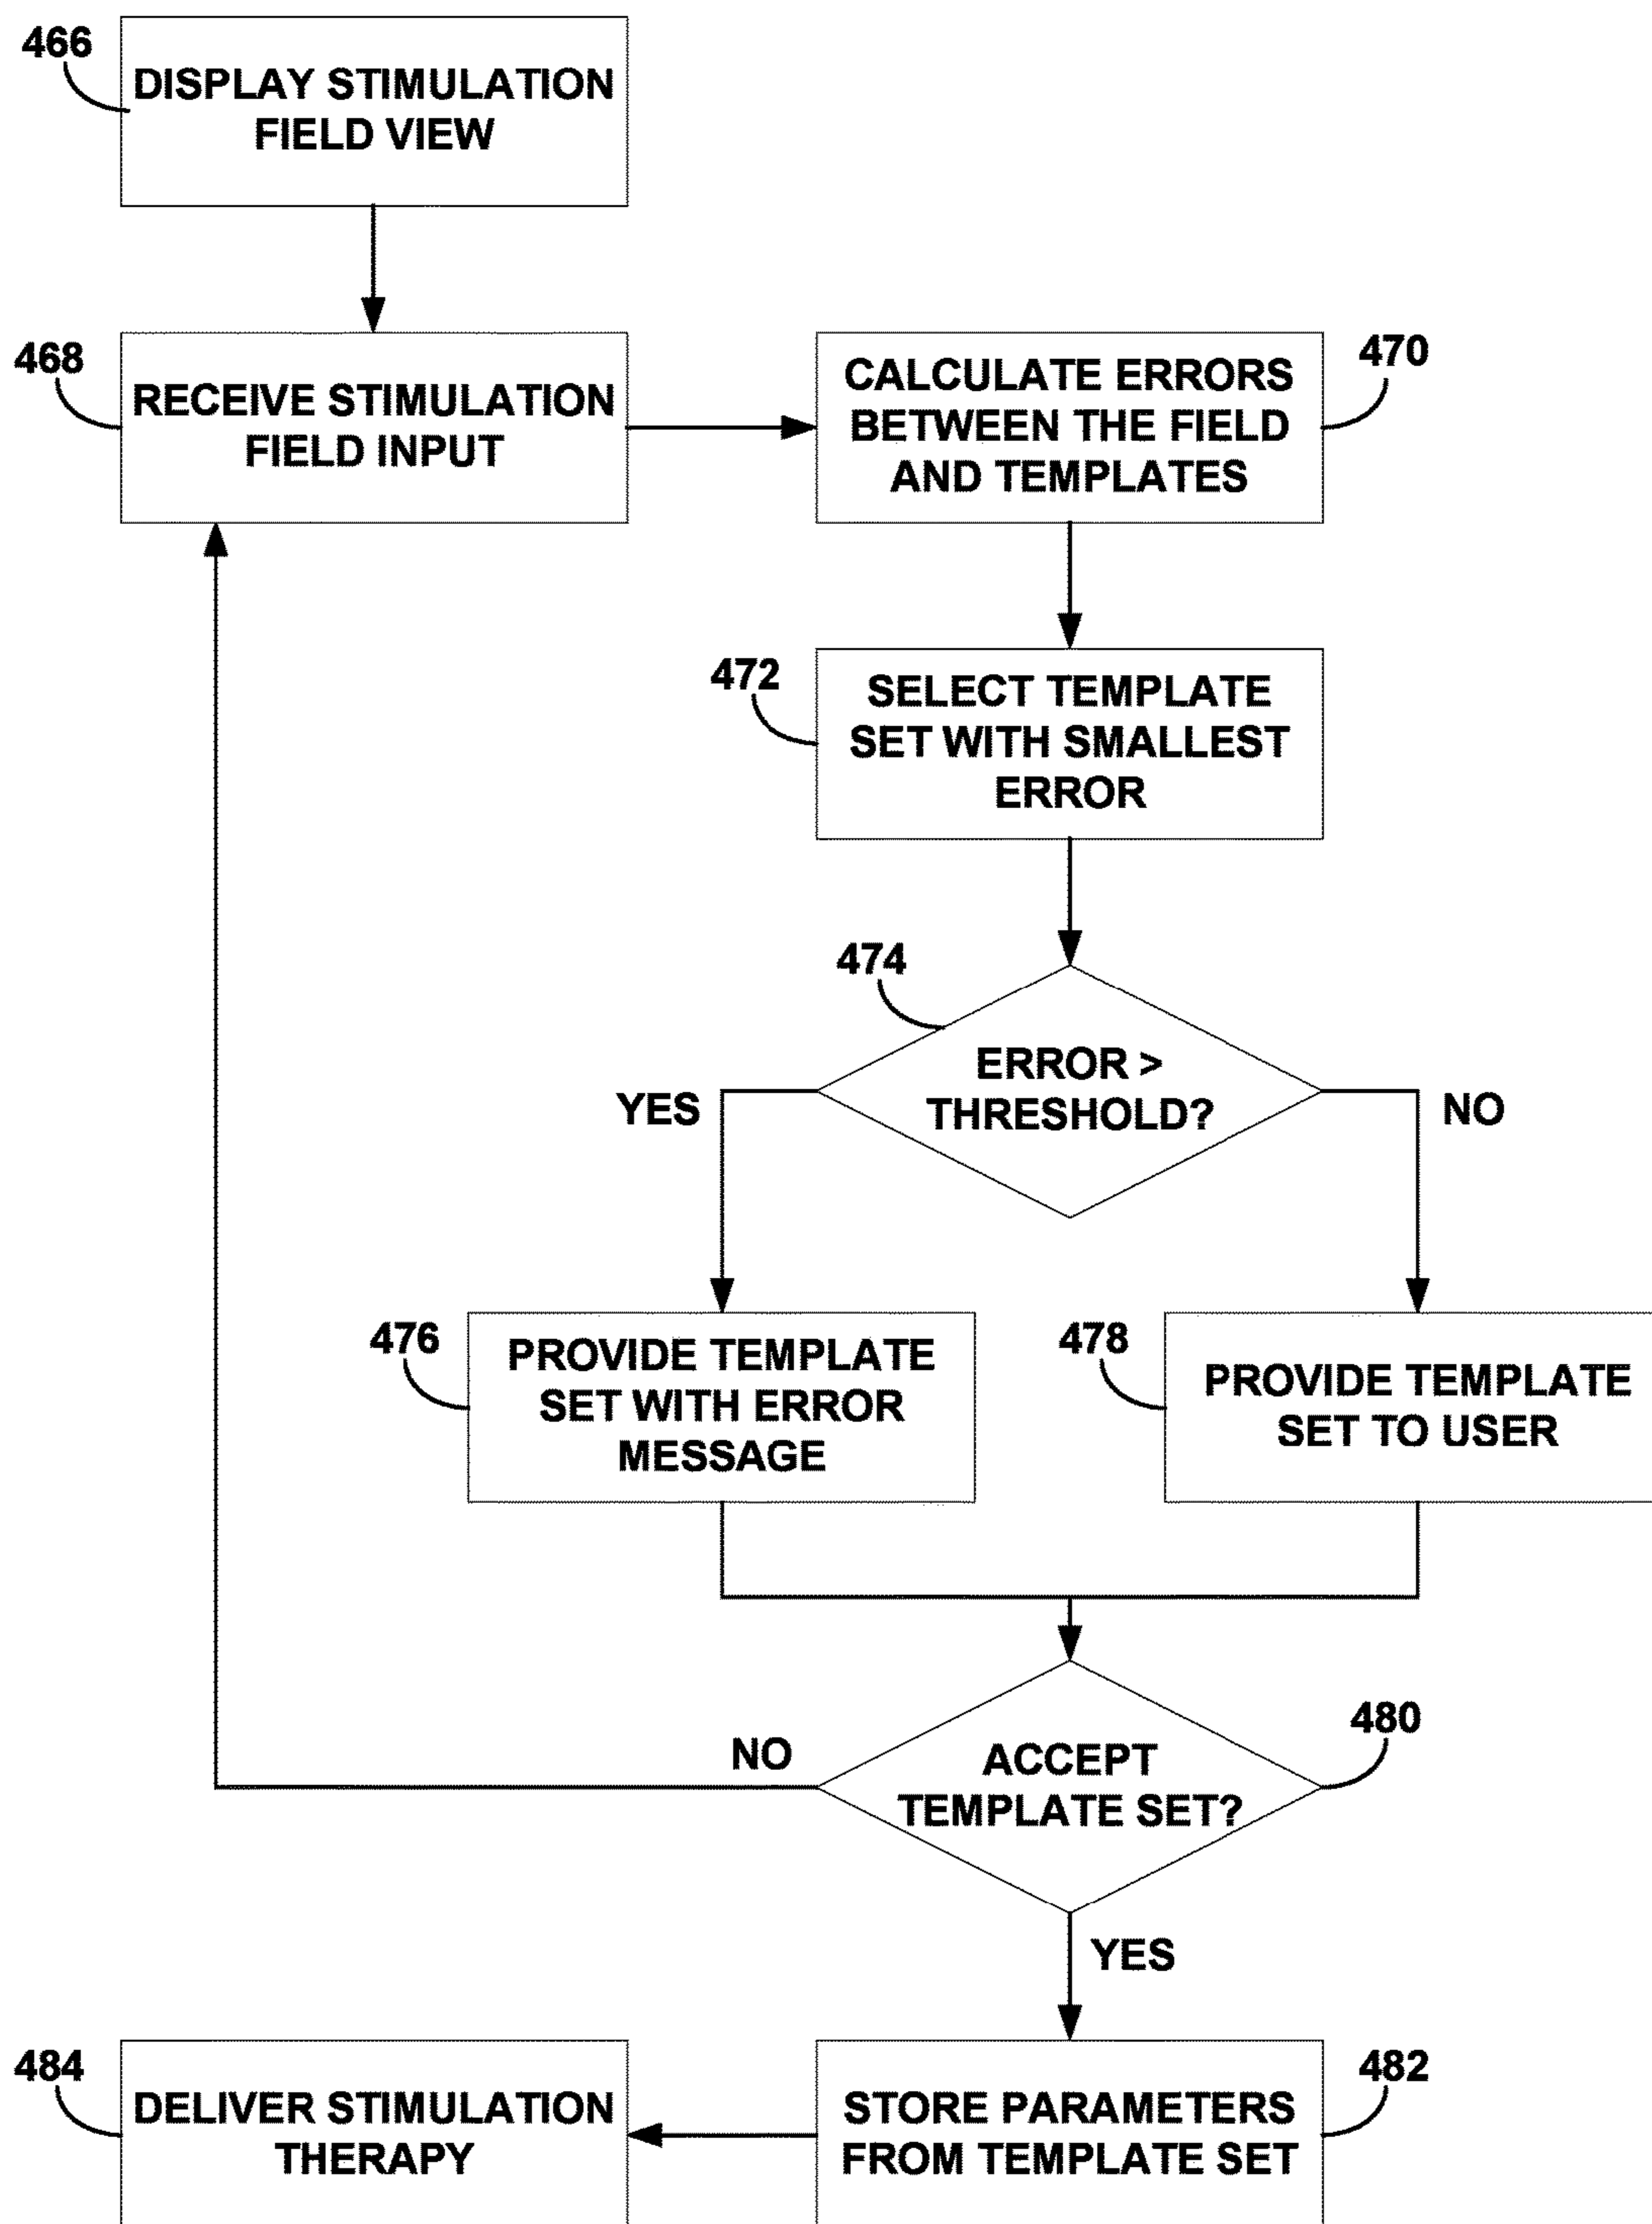 466
DISPLAY STIMULATION
FIELD VIEW
468
RECEIVE STIMULATION
FIELD INPUT
470
CALCULATE ERRORS
BETWEEN THE FIELD
AND TEMPLATES
472
SELECT TEMPLATE
SET WITH SMALLEST
ERROR
474
ERROR >
THRESHOLD?
YES
NO
476
PROVIDE TEMPLATE
SET WITH ERROR
MESSAGE
478
PROVIDE TEMPLATE
SET TO USER
480
ACCEPT
TEMPLATE SET?
NO
YES
482
STORE PARAMETERS
FROM TEMPLATE SET
484
DELIVER STIMULATION
THERAPY